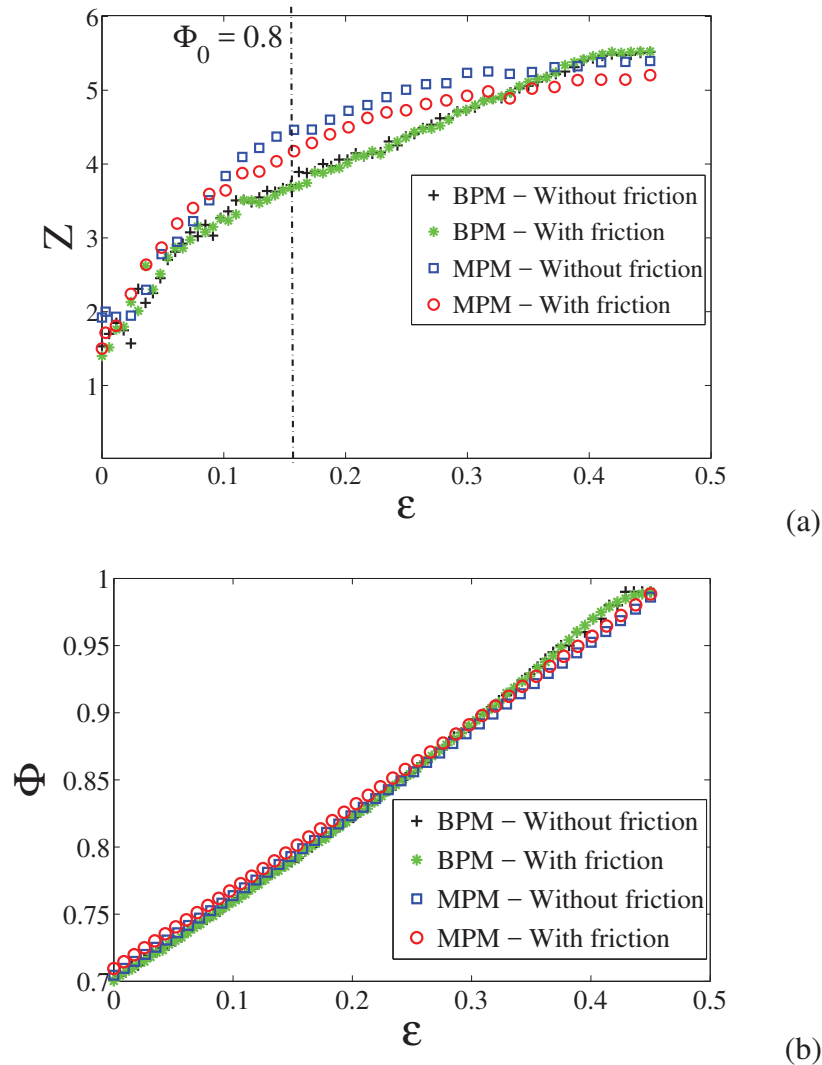 6
5
4
3
2
1
Z
Φ0 = 0.8
BPM − Without friction
BPM − With friction
MPM − Without friction
MPM − With friction
0 0.1 0.2 0.3 0.4 0.5
ε
(a)
1
0.95
0.9
0.85
0.8
0.75
0.7
Φ
BPM − Without friction
BPM − With friction
MPM − Without friction
MPM − With friction
0 0.1 0.2 0.3 0.4 0.5
ε
(b)